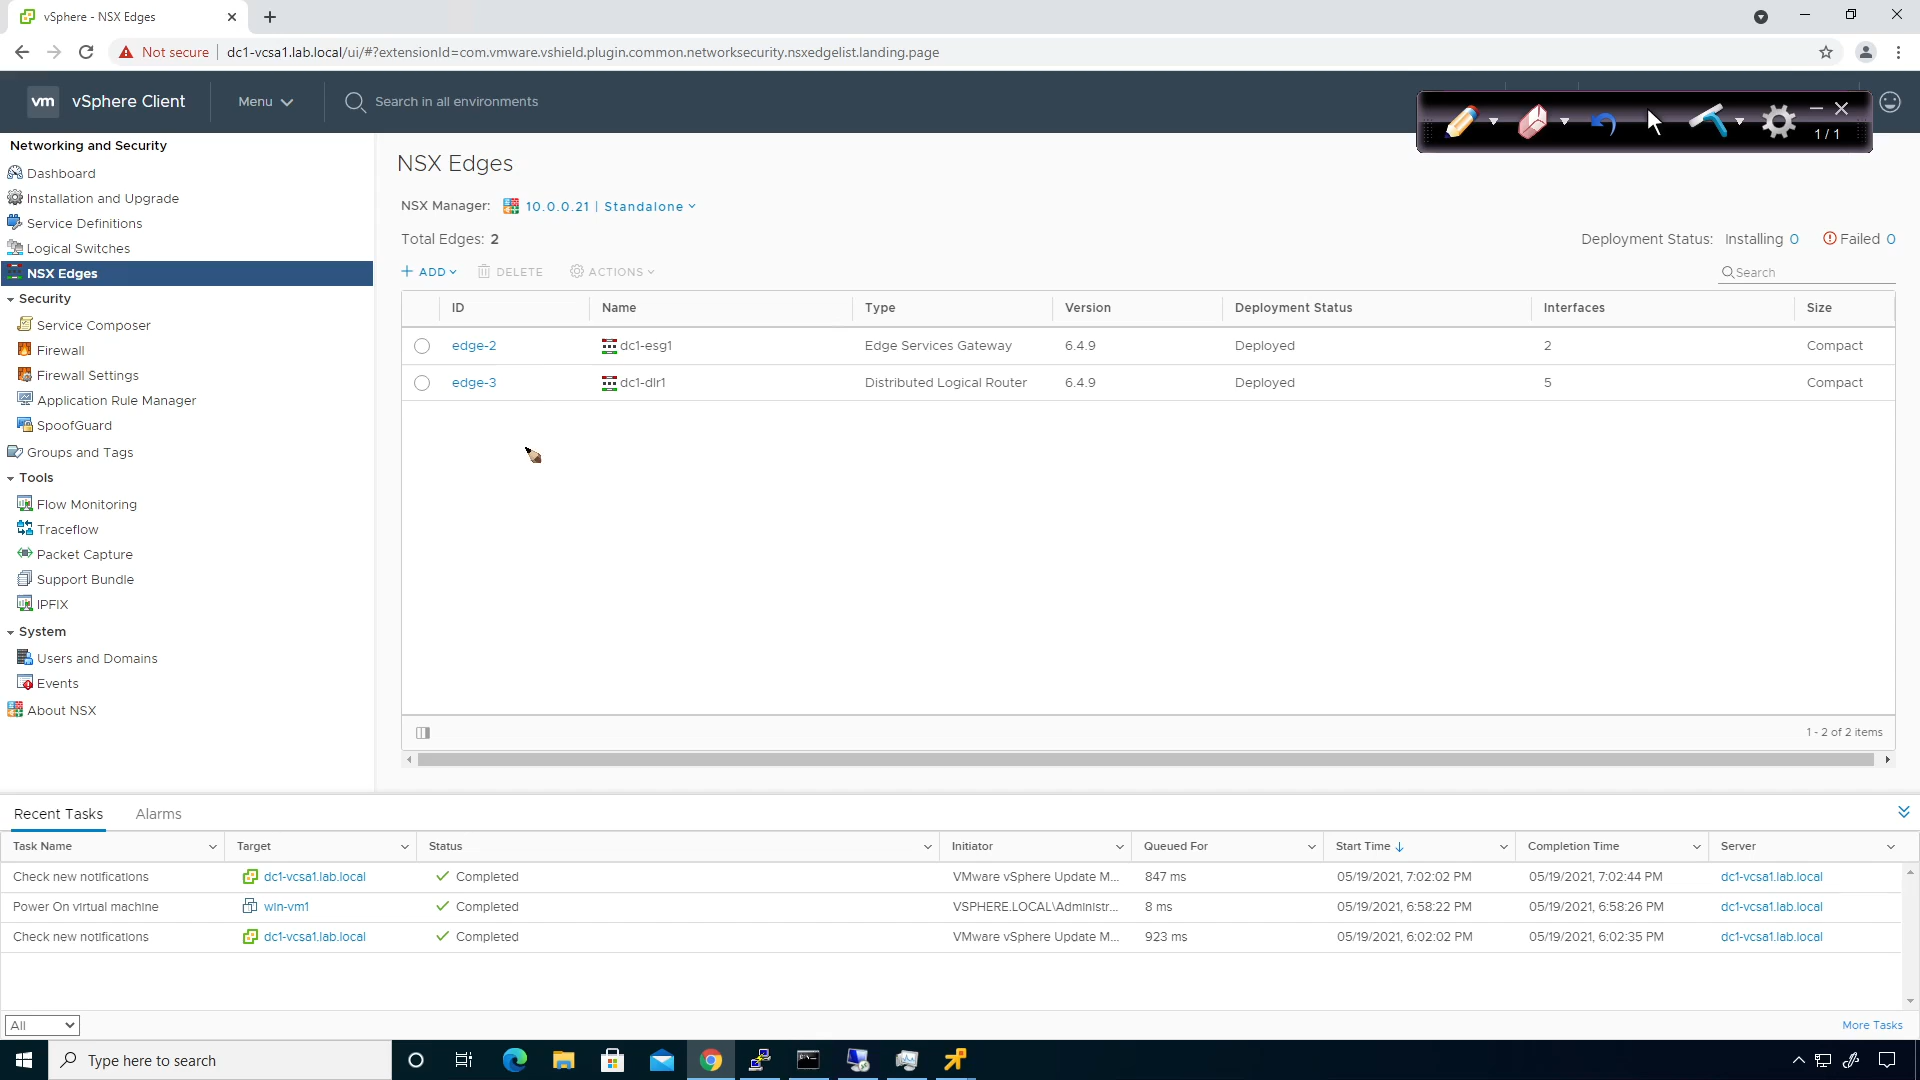 vSphere - NSX Edges
Not secure dc1-vcsa1.lab.local/ui/#?extensionId=com.vmware.vshield.plugin.common.networksecurity.nsxedgelist.landing.page
vm vSphere Client Menu Search in all environments
1 / 1
Networking and Security
Dashboard
Installation and Upgrade
Service Definitions
Logical Switches
NSX Edges
Security
Service Composer
Firewall
Firewall Settings
Application Rule Manager
SpoofGuard
Groups and Tags
Tools
Flow Monitoring
Traceflow
Packet Capture
Support Bundle
IPFIX
System
Users and Domains
Events
About NSX
NSX Edges
NSX Manager: 10.0.0.21 | Standalone
Total Edges: 2 Deployment Status: Installing 0 Failed 0
ADD DELETE ACTIONS Search
ID Name Type Version Deployment Status Interfaces Size
edge-2 dc1-esg1 Edge Services Gateway 6.4.9 Deployed 2 Compact
edge-3 dc1-dlr1 Distributed Logical Router 6.4.9 Deployed 5 Compact
1 - 2 of 2 items
Recent Tasks Alarms
Task Name Target Status Initiator Queued For Start Time Completion Time Server
Check new notifications dc1-vcsa1.lab.local Completed VMware vSphere Update M... 847 ms 05/19/2021, 7:02:02 PM 05/19/2021, 7:02:44 PM dc1-vcsa1.lab.local
Power On virtual machine win-vm1 Completed VSPHERE.LOCAL\Administr... 8 ms 05/19/2021, 6:58:22 PM 05/19/2021, 6:58:26 PM dc1-vcsa1.lab.local
Check new notifications dc1-vcsa1.lab.local Completed VMware vSphere Update M... 923 ms 05/19/2021, 6:02:02 PM 05/19/2021, 6:02:35 PM dc1-vcsa1.lab.local
All More Tasks
Type here to search